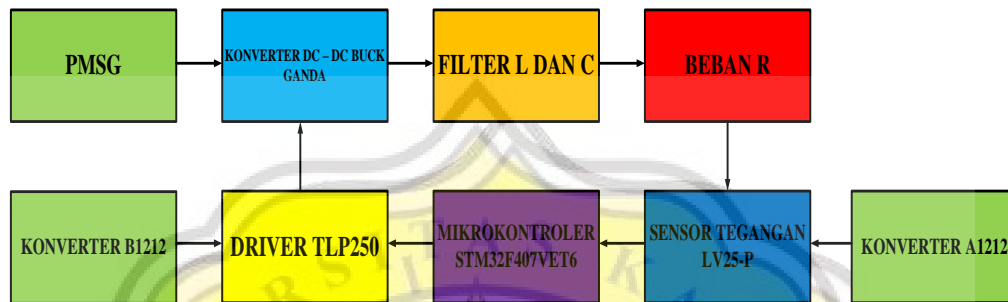 PMSG
KONVERTER DC – DC BUCK
GANDA
FILTER L DAN C
BEBAN R
KONVERTER B1212
DRIVER TLP250
MIKROKONTROLER
STM32F407VET6
SENSOR TEGANGAN
LV25-P
KONVERTER A1212